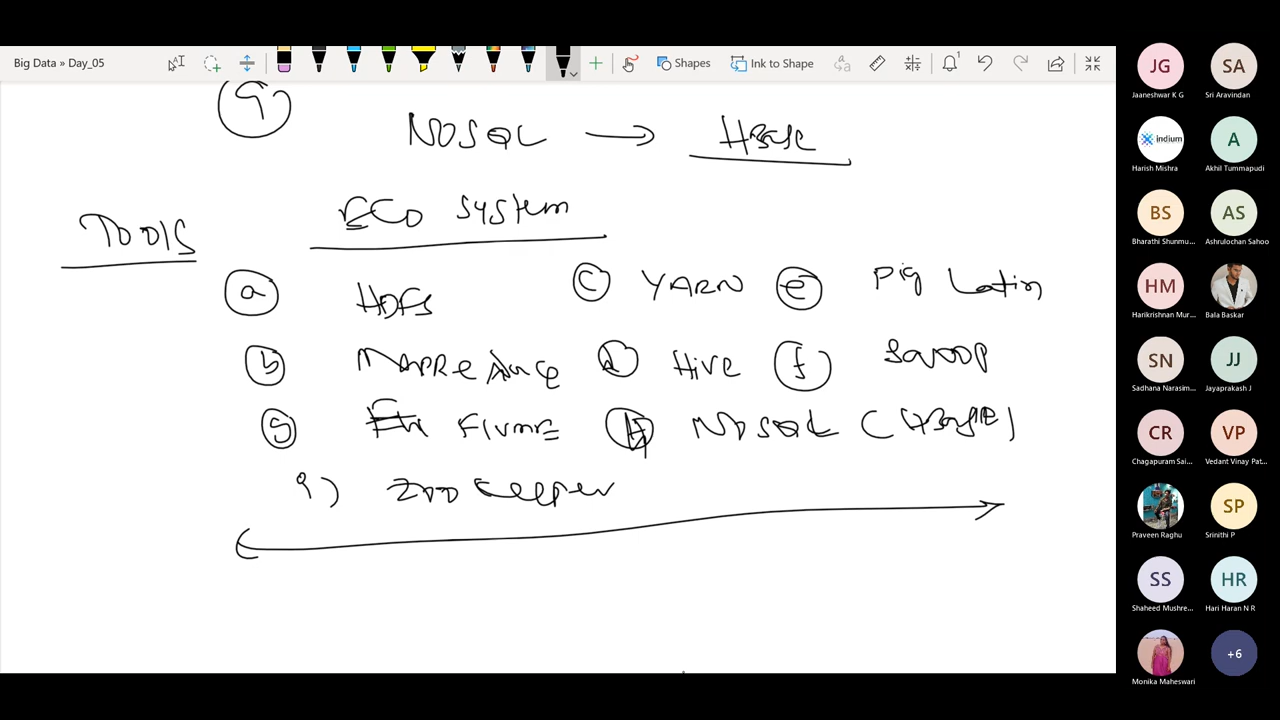 Big Data » Day_05
Shapes
Ink to Shape
9
NOSQL → HBase
TOOls
ECO system
a HDFS c YARN e Pig Latin
b MAPRedunce d Hive f Sqoop
g Flume H NOSQL (HBase)
i) Zoo keeper
JG SA
Jaaneshwar K G Sri Aravindan
indium A
Harish Mishra Akhil Tummapudi
BS AS
Bharathi Shunmu... Ashrulochan Sahoo
HM
Harikrishnan Mur... Bala Baskar
SN JJ
Sadhana Narasim... Jayaprakash J
CR VP
Chagapuram Sai... Vedant Vinay Pat...
SP
Praveen Raghu Srinithi P
SS HR
Shaheed Mushre... Hari Haran N R
+6
Monika Maheswari